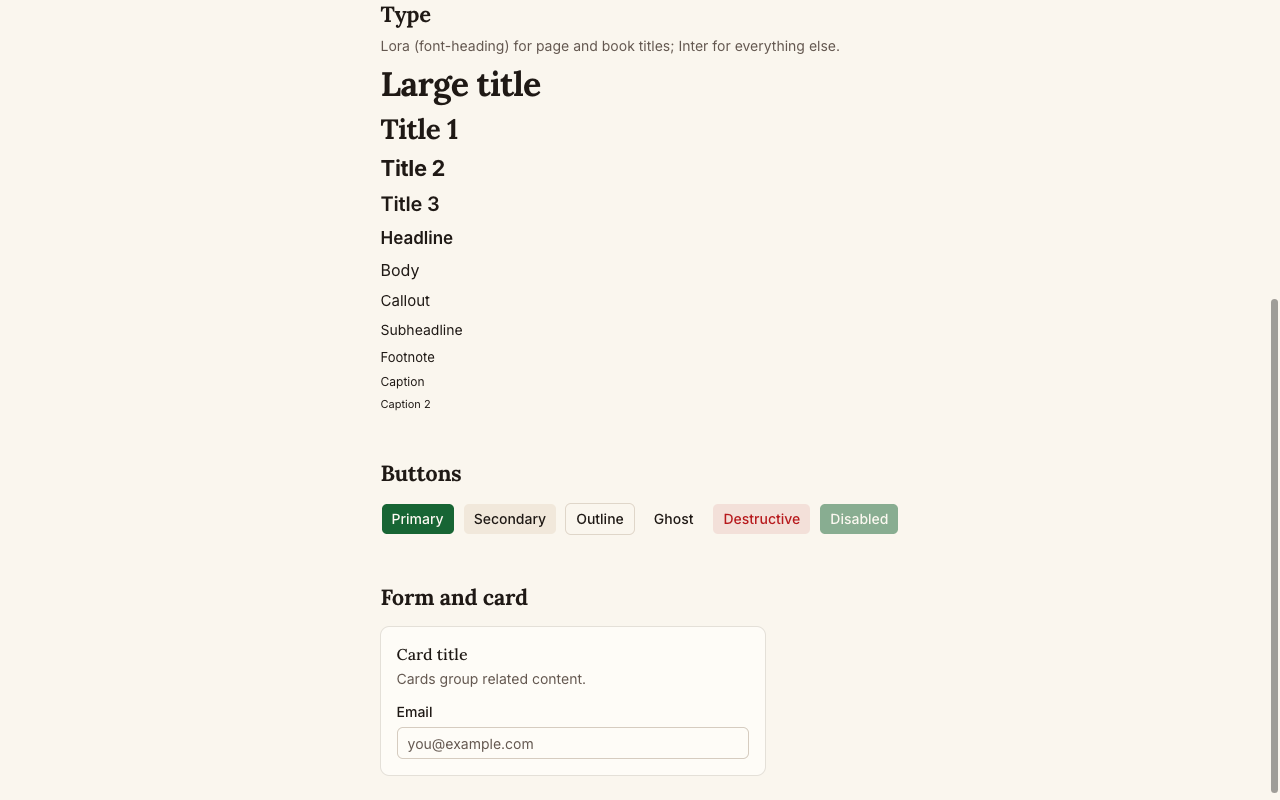 Type
Lora (font-heading) for page and book titles; Inter for everything else.
Large title
Title 1
Title 2
Title 3
Headline
Body
Callout
Subheadline
Footnote
Caption
Caption 2
Buttons
Primary Secondary Outline Ghost Destructive Disabled
Form and card
Card title
Cards group related content.
Email
you@example.com